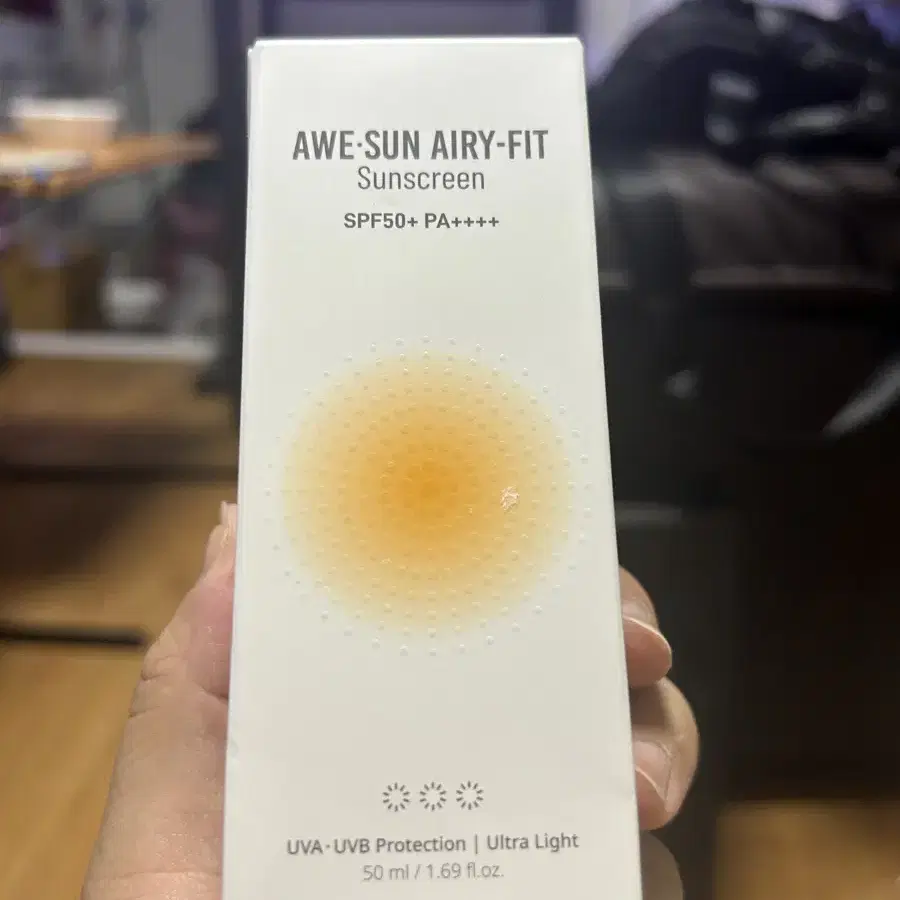 AWE·SUN AIRY-FIT
Sunscreen
SPF50+ PA++++
UVA·UVB Protection | Ultra Light
50 ml / 1.69 fl.oz.